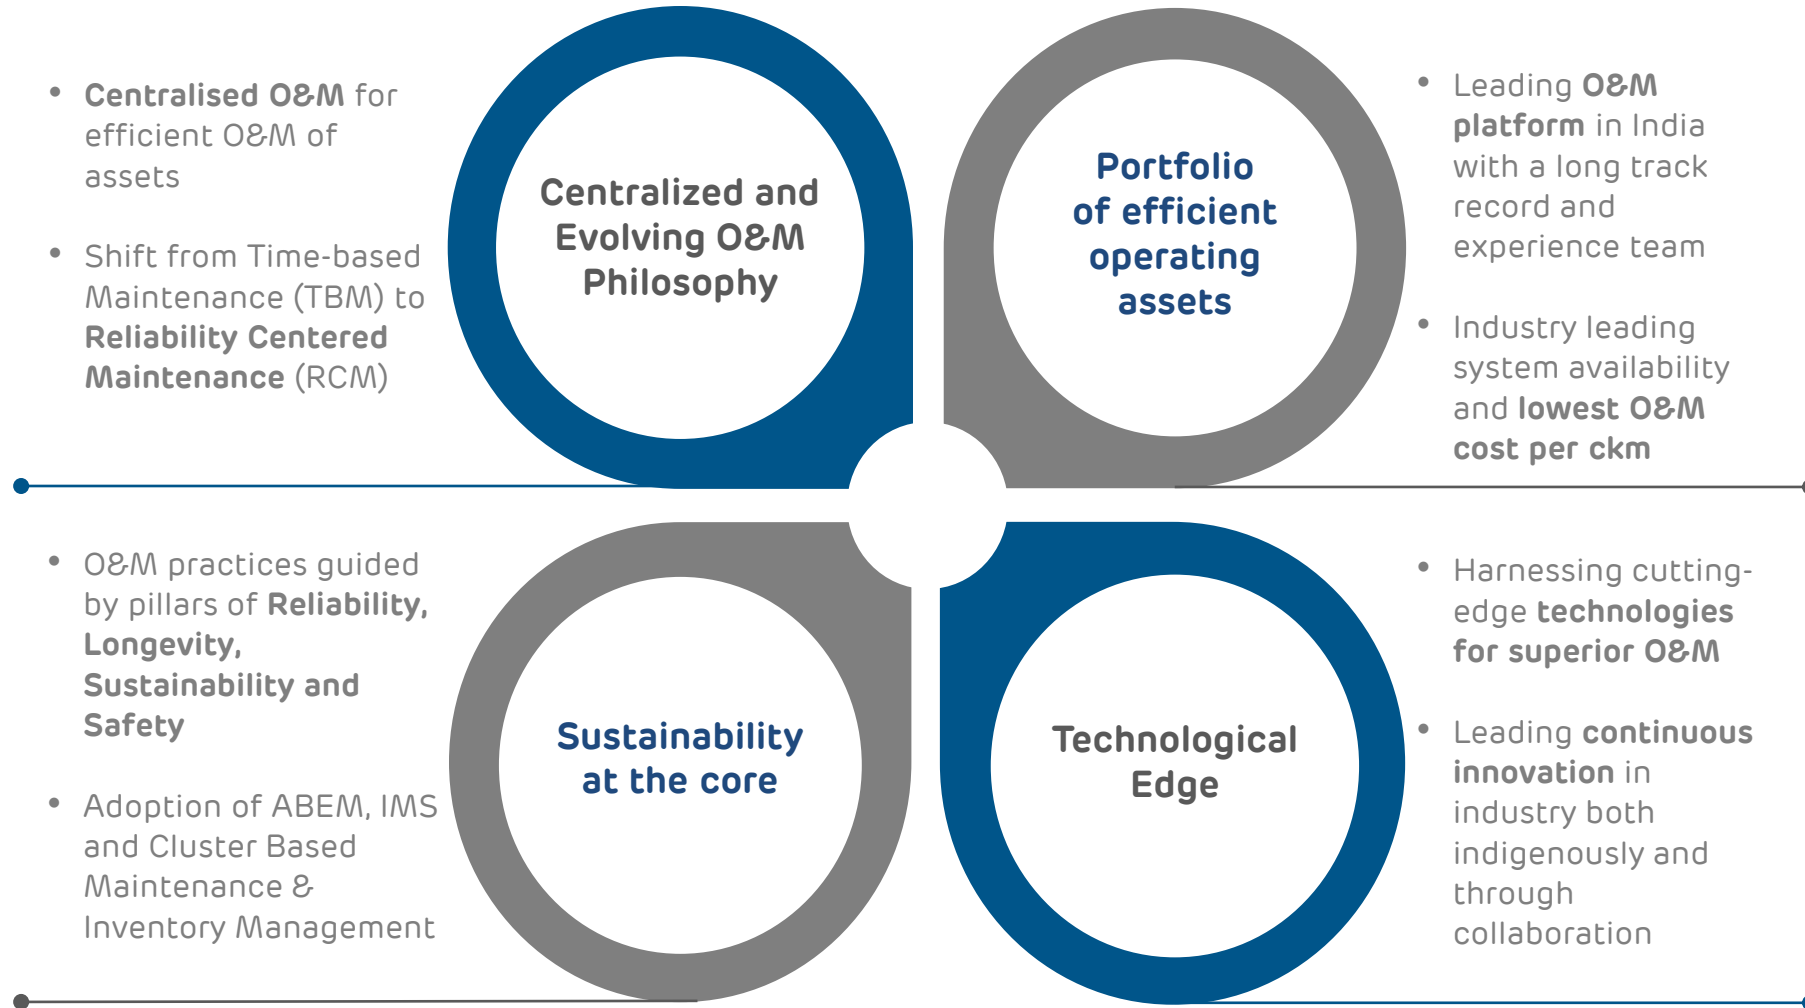 • Centralised O&M for
efficient O&M of
assets
• Shift from Time-based
Maintenance (TBM) to
Reliability Centered
Maintenance (RCM)
Centralized and
Evolving O&M
Philosophy
Portfolio
of efficient
operating
assets
• Leading O&M
platform in India
with a long track
record and
experience team
• Industry leading
system availability
and lowest O&M
cost per ckm
• O&M practices guided
by pillars of Reliability,
Longevity,
Sustainability and
Safety
• Adoption of ABEM, IMS
and Cluster Based
Maintenance &
Inventory Management
Sustainability
at the core
Technological
Edge
• Harnessing cutting-
edge technologies
for superior O&M
• Leading continuous
innovation in
industry both
indigenously and
through
collaboration